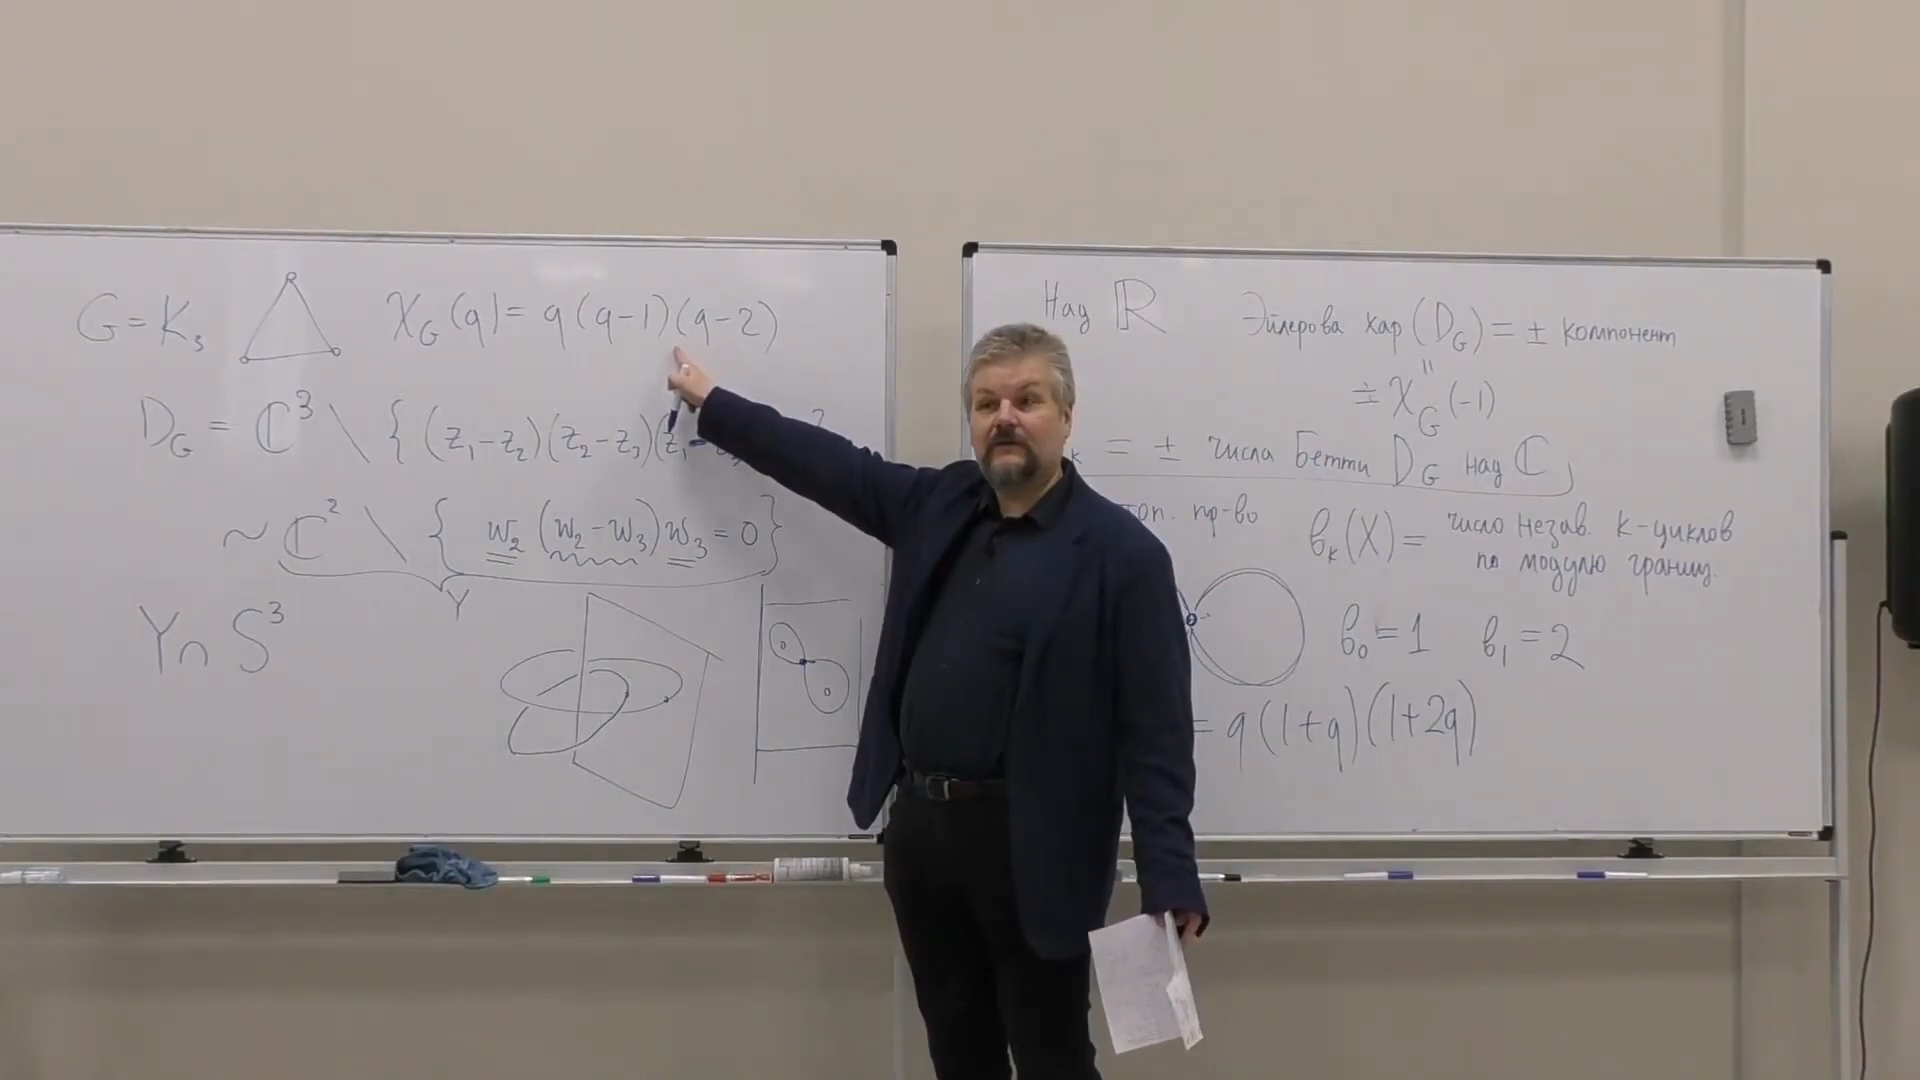 G = K₃ χ_G(q) = q(q-1)(q-2)
D_G = ℂ³ \ { (z₁-z₂)(z₂-z₃)(z₁-
~ ℂ² \ { w₂ (w₂-w₃) w₃ = 0 }
Y
Y ∩ S³
Над ℝ Эйлерова хар (D_G) = ± компонент
"
≐ χ_G(-1)
k = ± числа Бетти D_G над ℂ
топ. пр-во b_k(X) = число незав. k-циклов
по модулю границ.
b₀ = 1 b₁ = 2
= q(1+q)(1+2q)